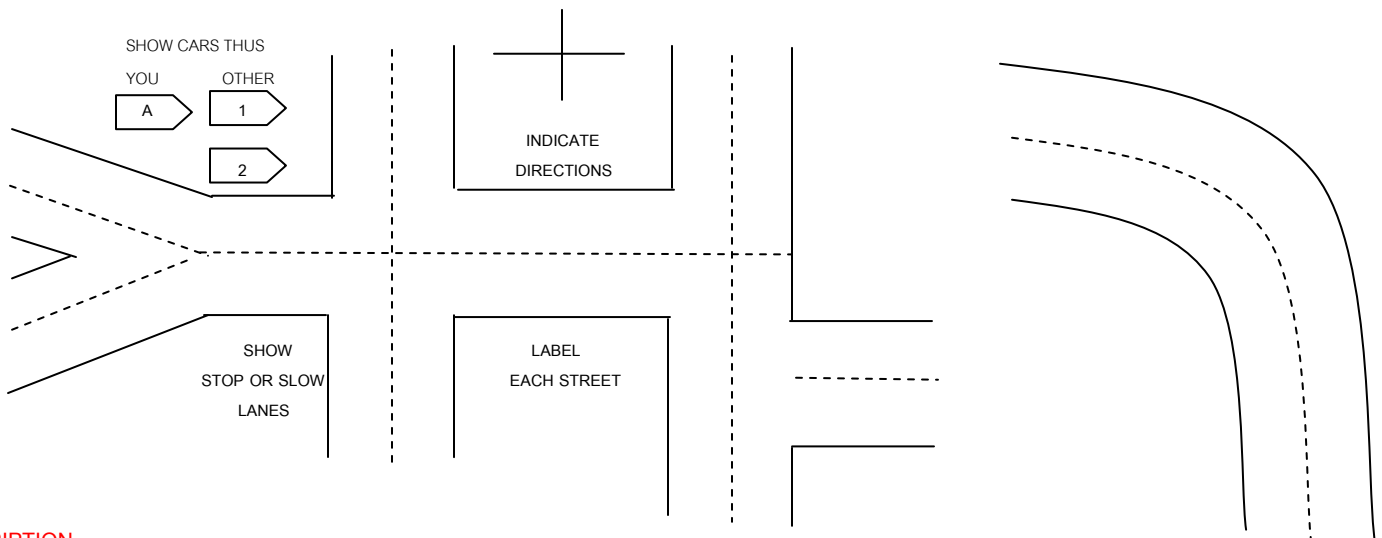 SHOW CARS THUS
YOU OTHER
A 1
2
INDICATE
DIRECTIONS
SHOW
STOP OR SLOW
LANES
LABEL
EACH STREET